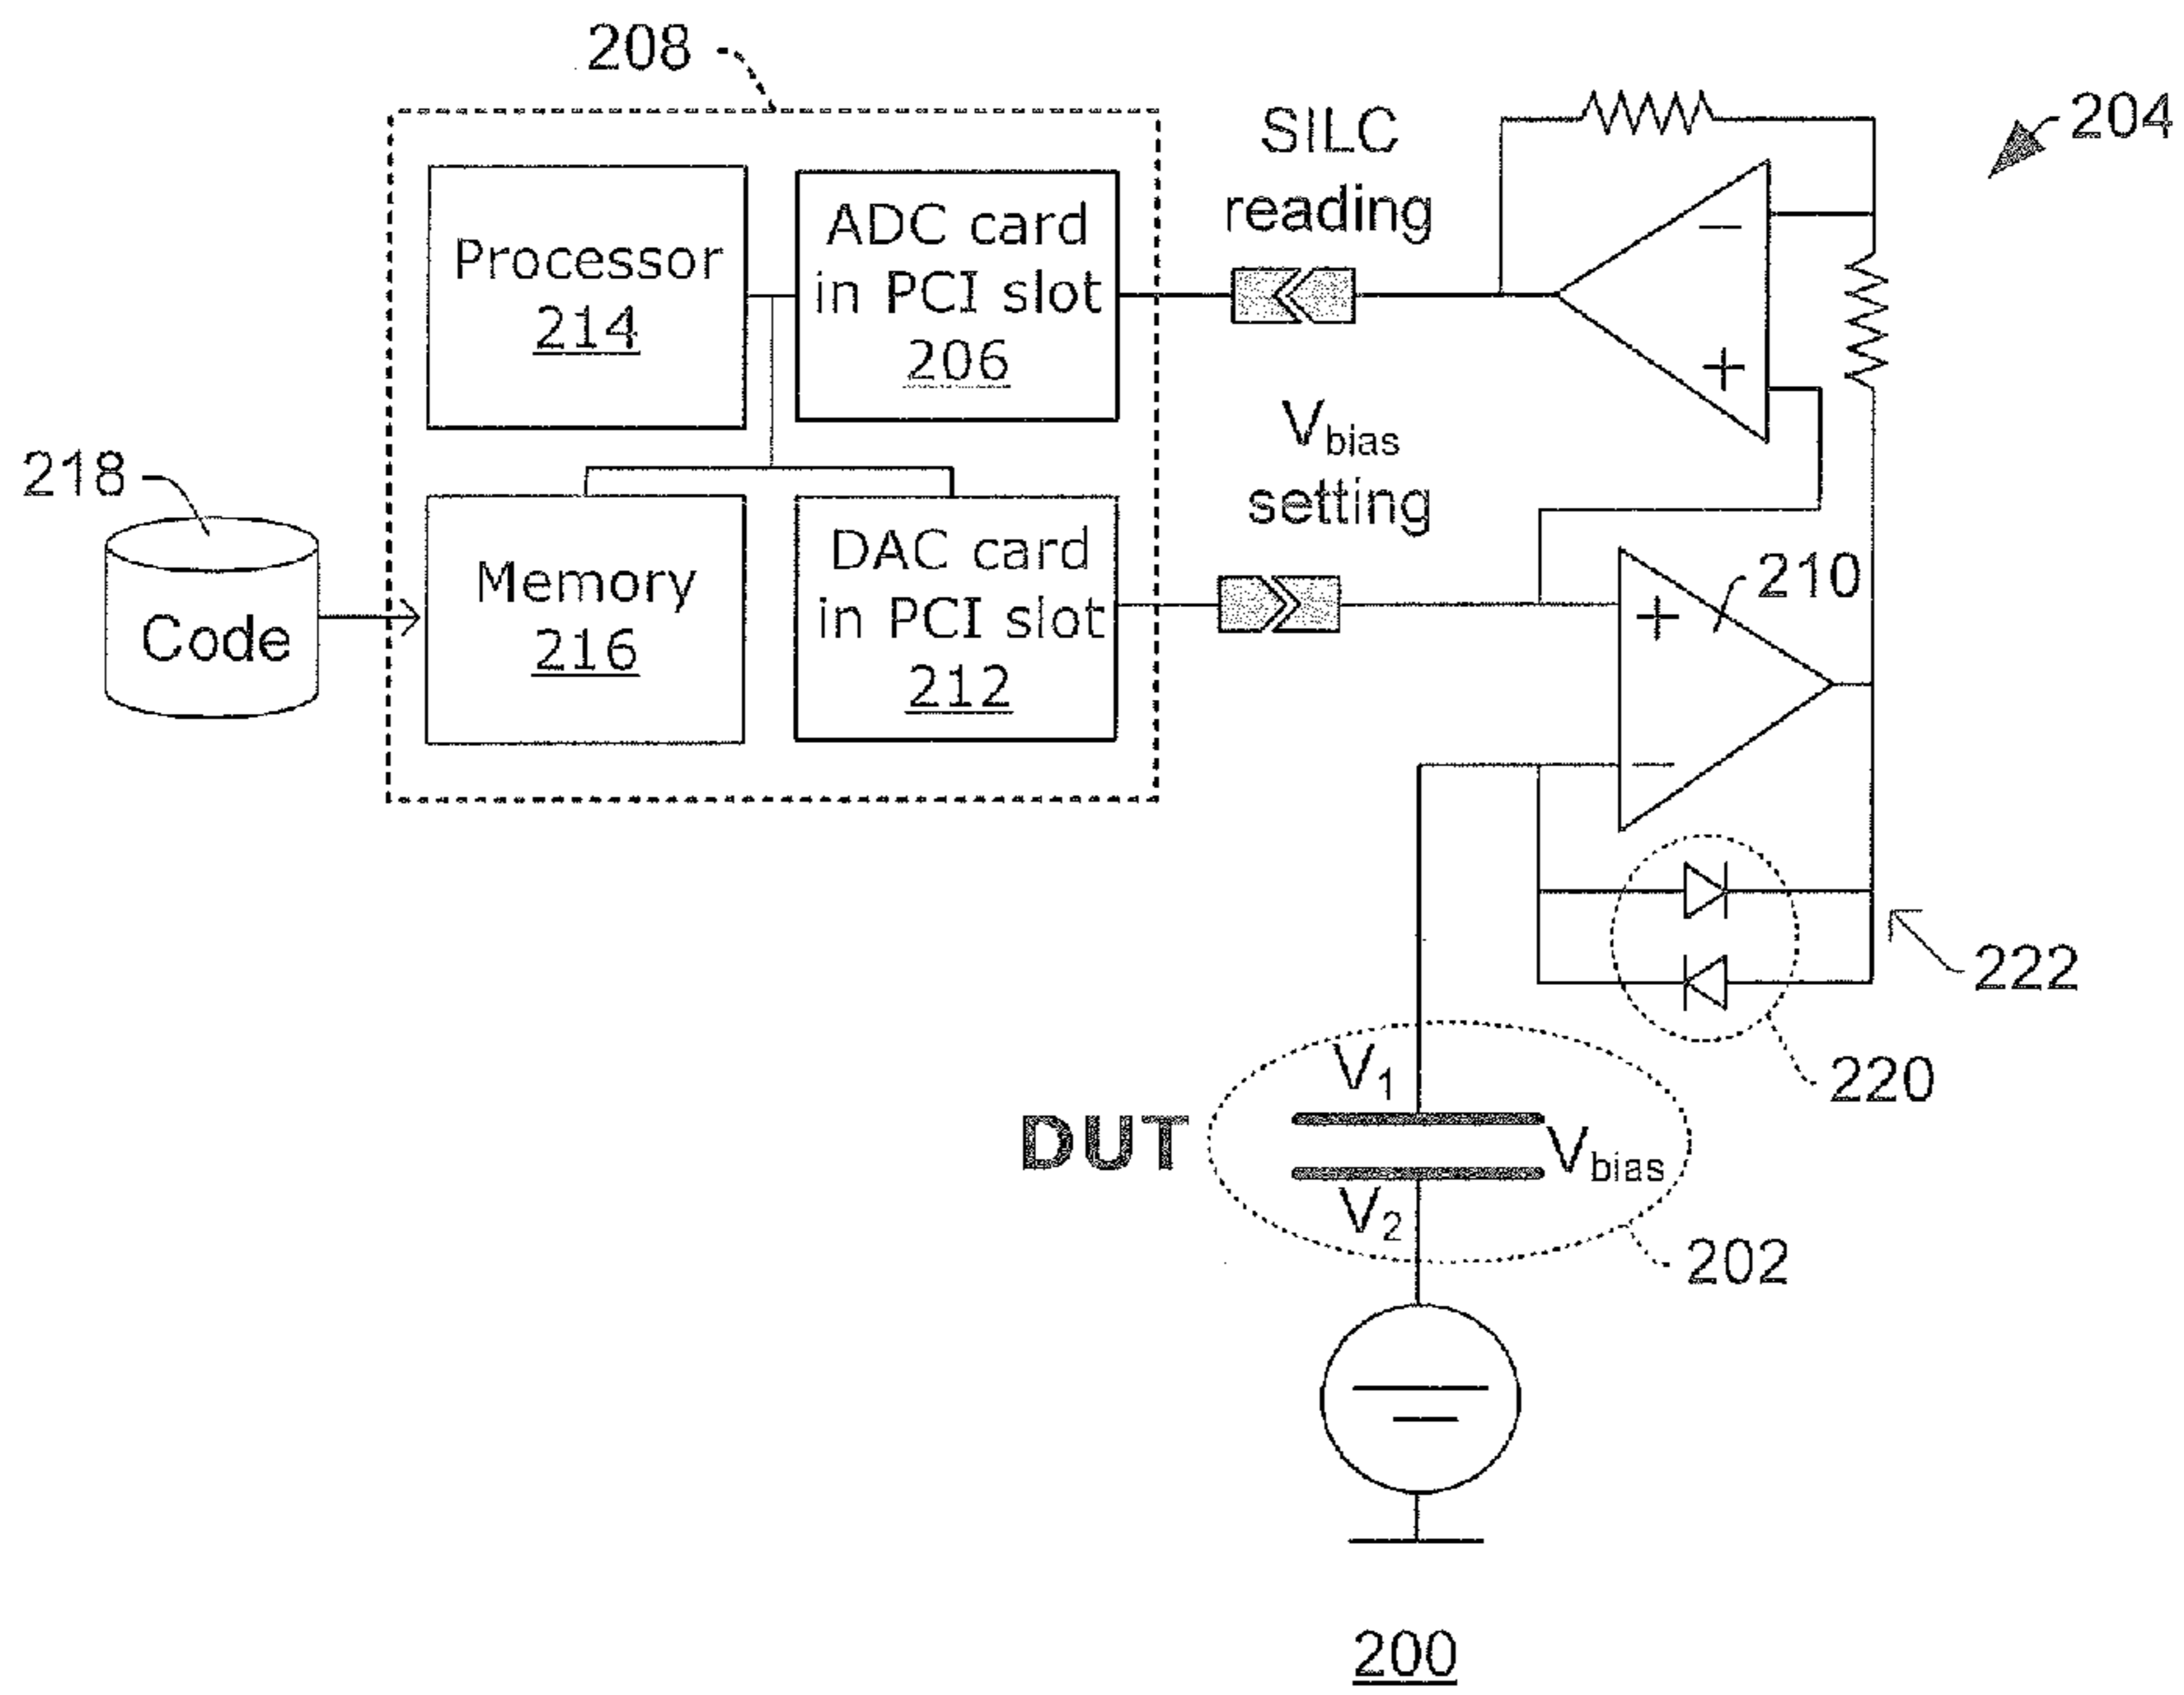 208
204
SILC
reading
Processor
214
ADC card
in PCI slot
206
−
+
Vbias
setting
218
Code
Memory
216
DAC card
in PCI slot
212
+
210
−
222
220
V1
DUT
Vbias
V2
202
200